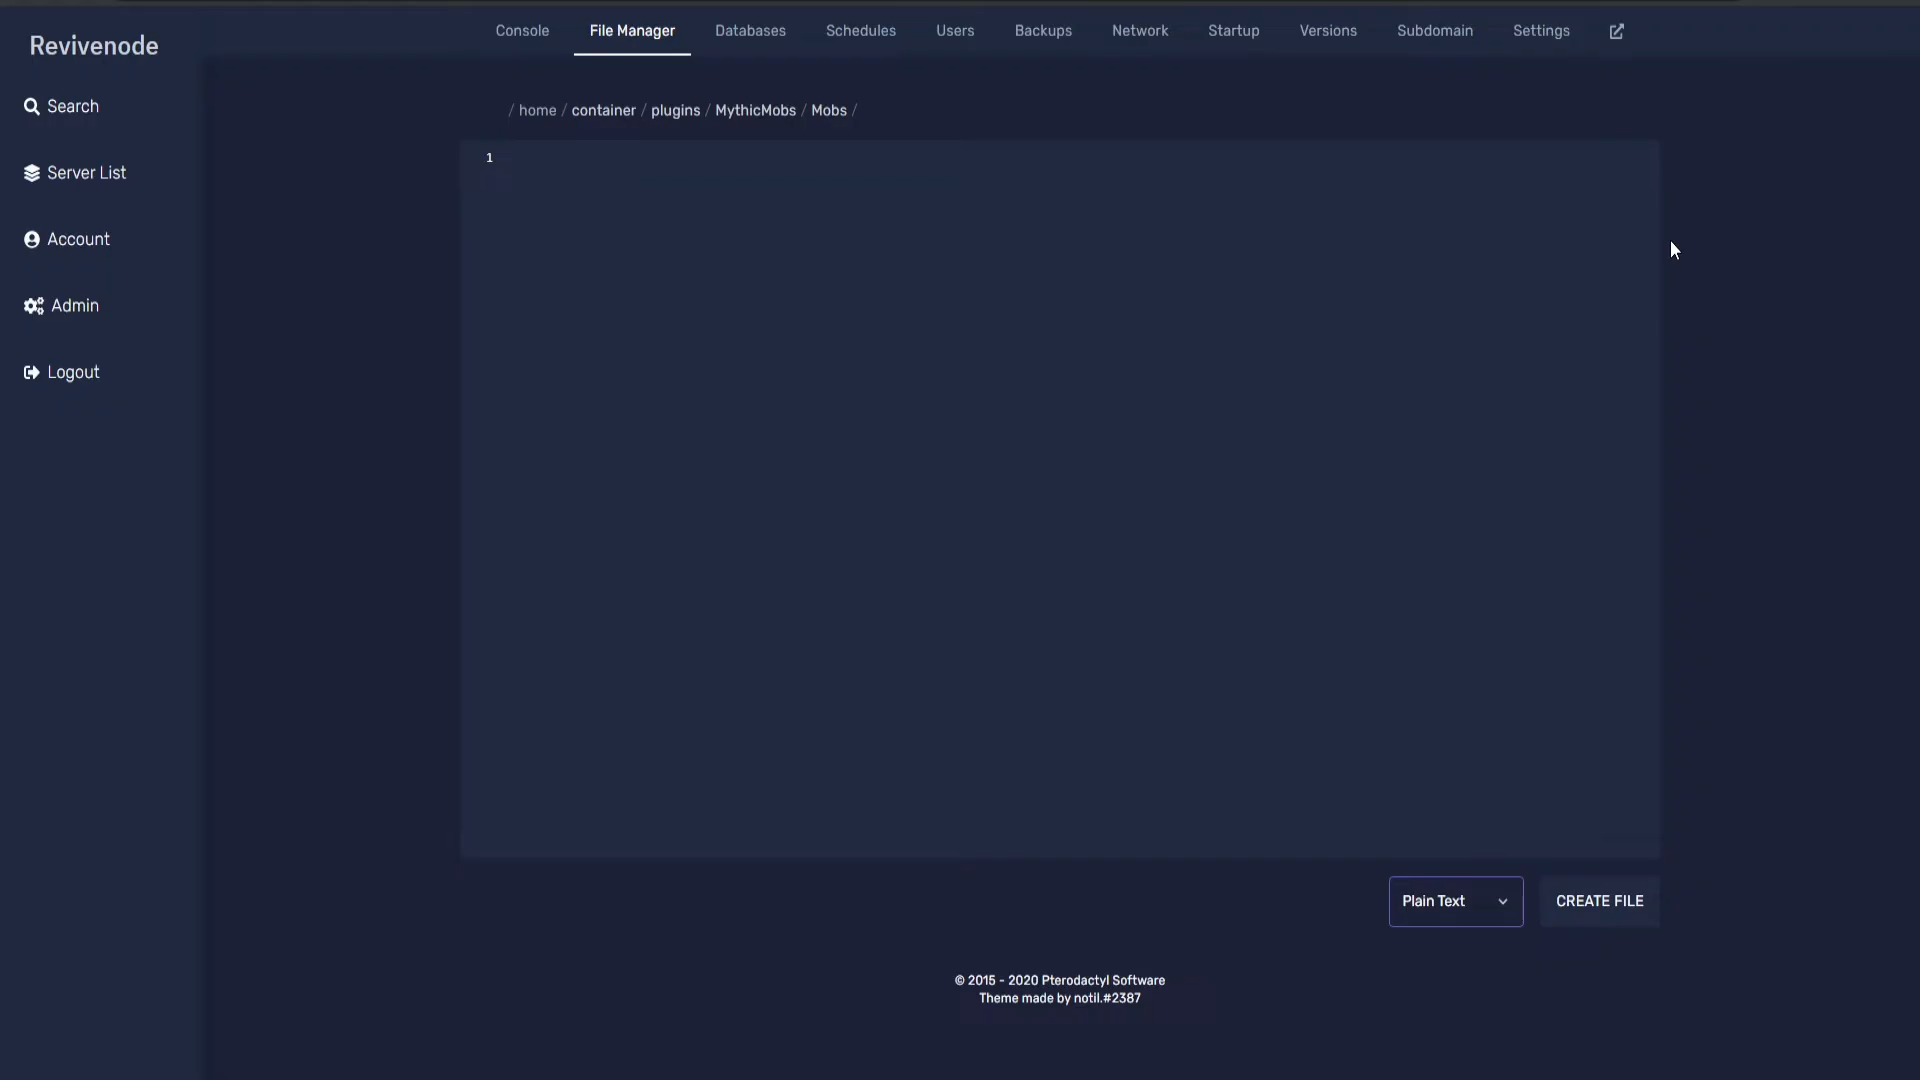 Revivenode
Console File Manager Databases Schedules Users Backups Network Startup Versions Subdomain Settings
Search
Server List
Account
Admin
Logout
/ home / container / plugins / MythicMobs / Mobs /
1
Plain Text
CREATE FILE
© 2015 - 2020 Pterodactyl Software
Theme made by notil.#2387